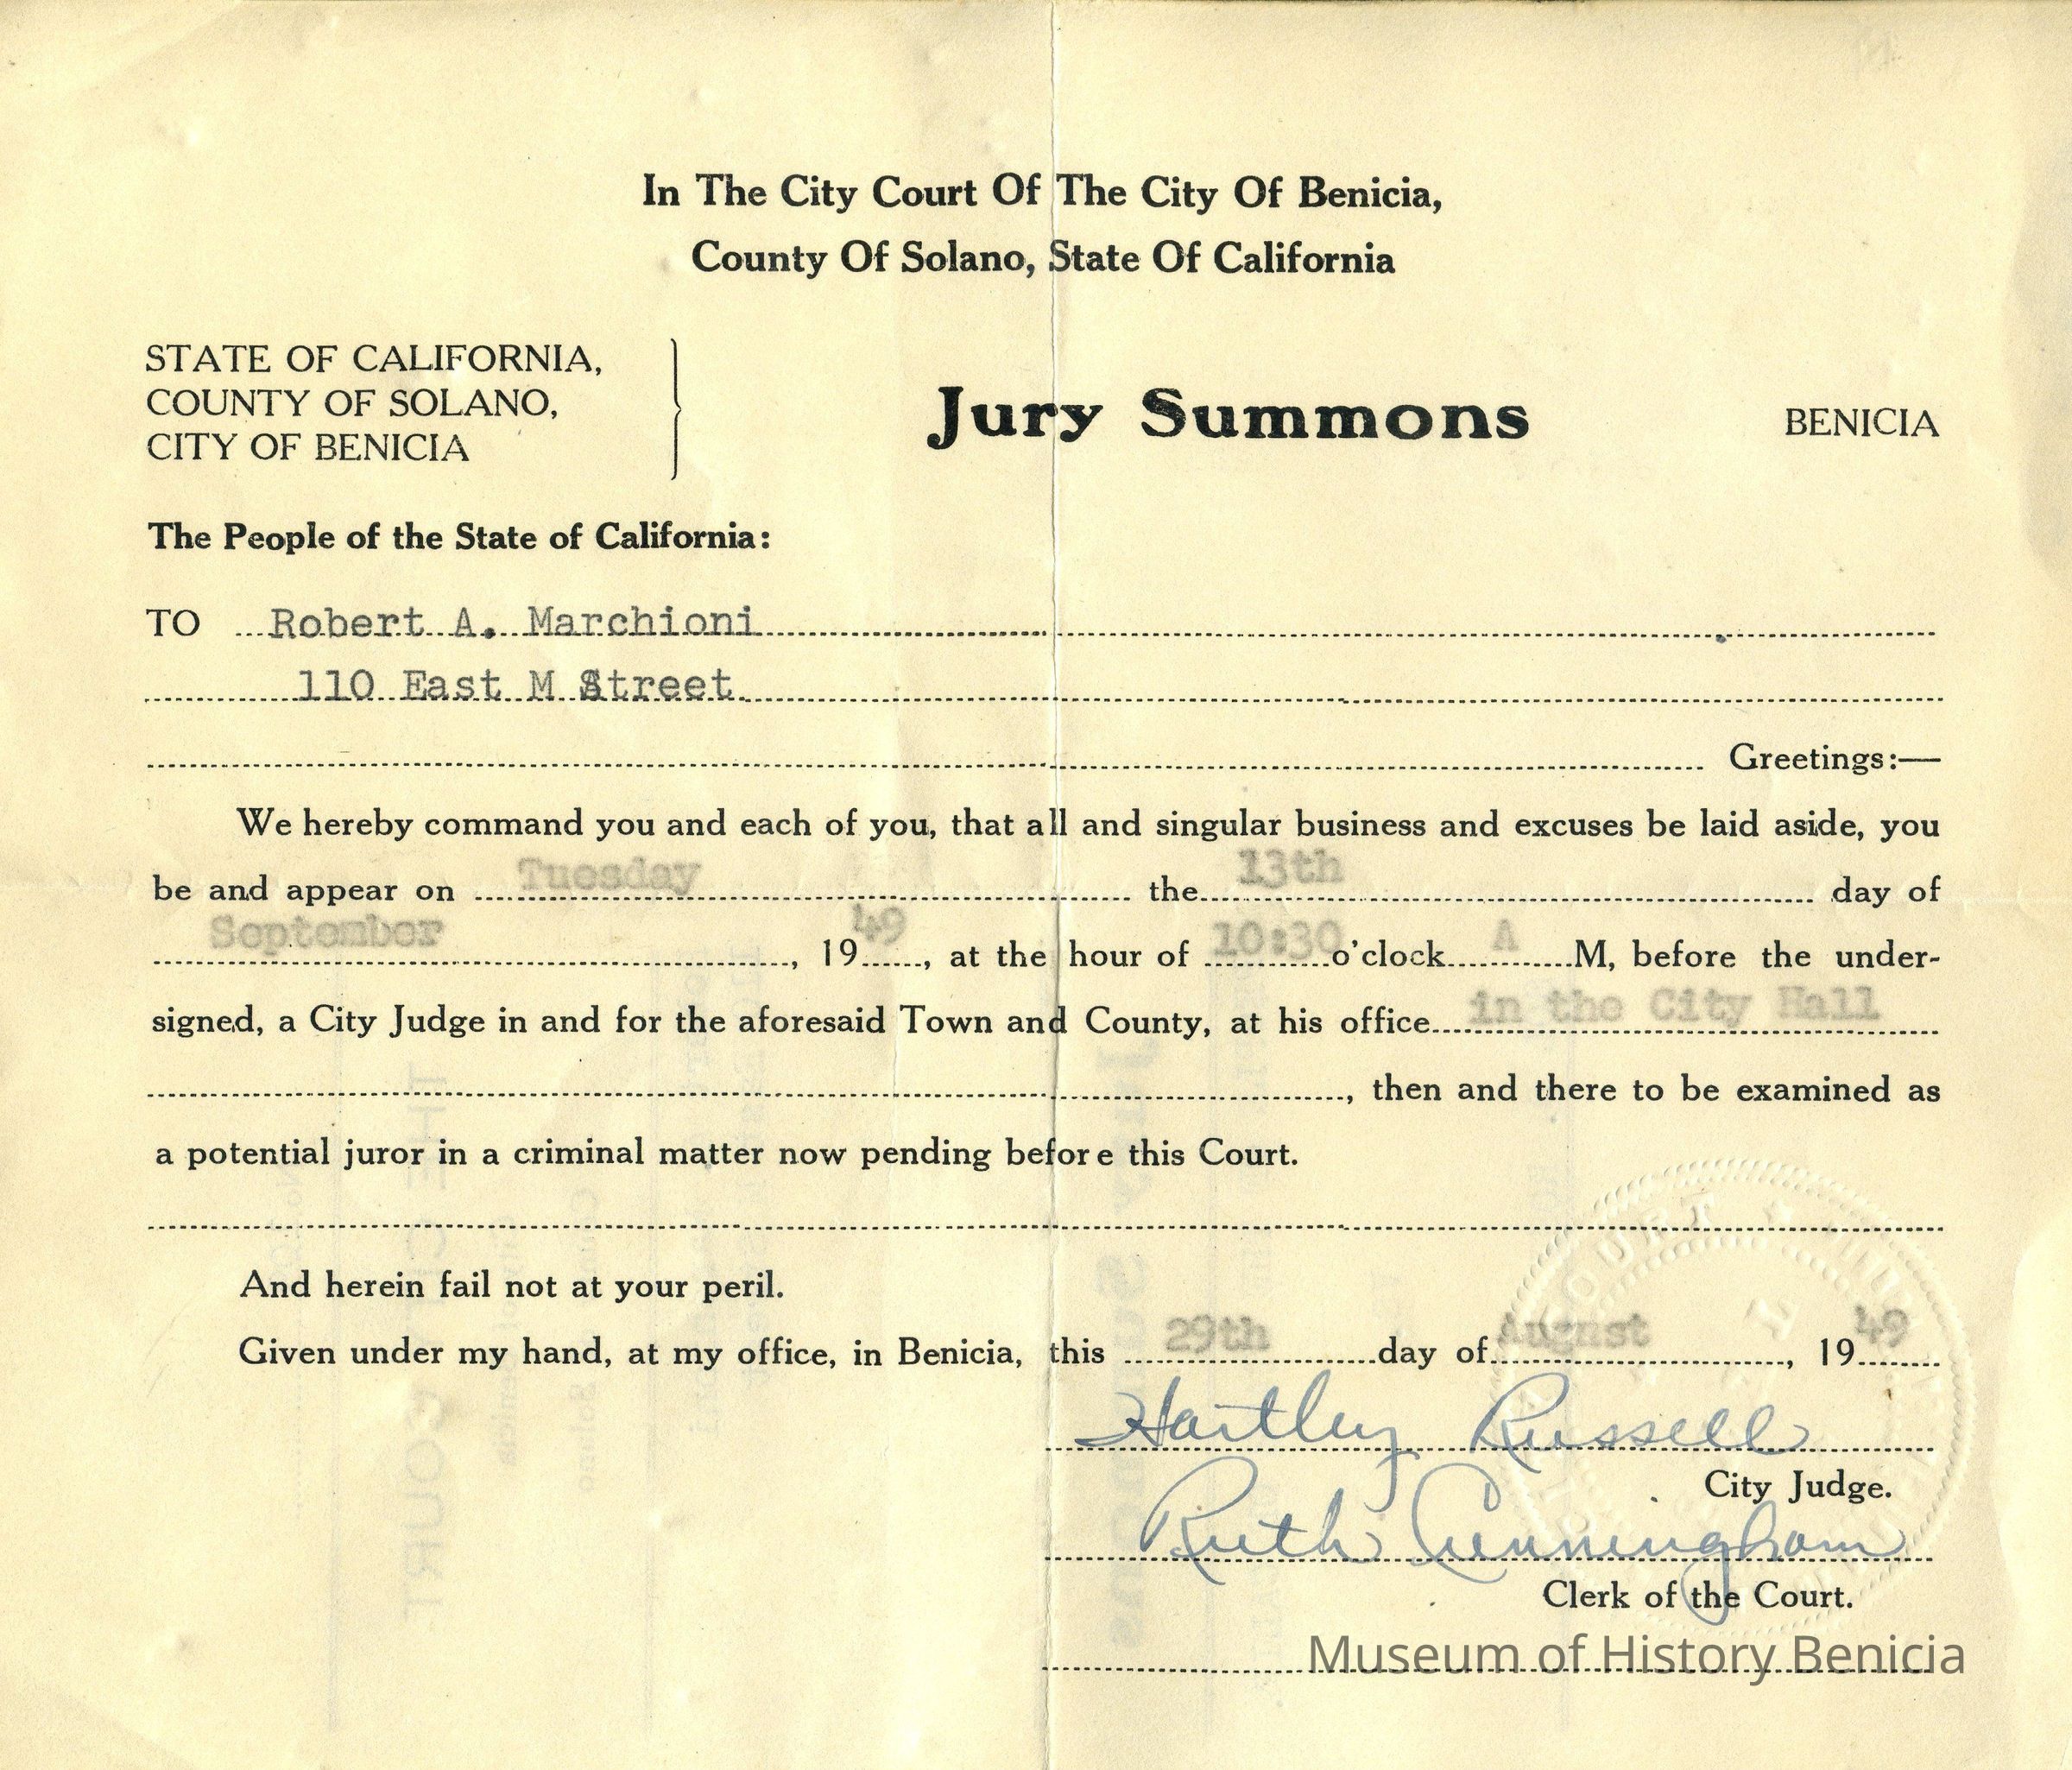 In The City Court Of The City Of Benicia,
County Of Solano, State Of California
STATE OF CALIFORNIA,
COUNTY OF SOLANO,
CITY OF BENICIA
Jury Summons
BENICIA
The People of the State of California:
TO Robert A. Marchioni
110 East M Street
Greetings:—
We hereby command you and each of you, that all and singular business and excuses be laid aside, you
be and appear on Tuesday the 13th day of
September, 1949, at the hour of 10:30 o'clock A M, before the under-
signed, a City Judge in and for the aforesaid Town and County, at his office in the City Hall
, then and there to be examined as
a potential juror in a criminal matter now pending before this Court.
And herein fail not at your peril.
Given under my hand, at my office, in Benicia, this 29th day of August, 1949
Hartley Russell
City Judge.
Ruth Cunningham
Clerk of the Court.
Museum of History Benicia